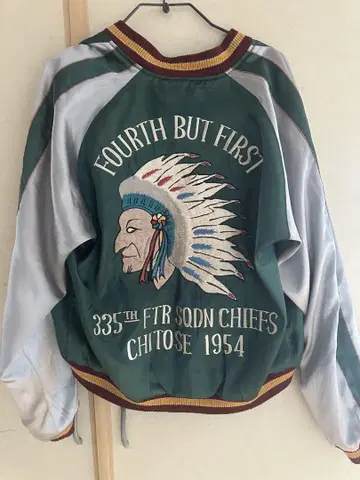 FOURTH BUT FIRST
335TH FTR SQDN CHIEFS
CHITOSE 1954